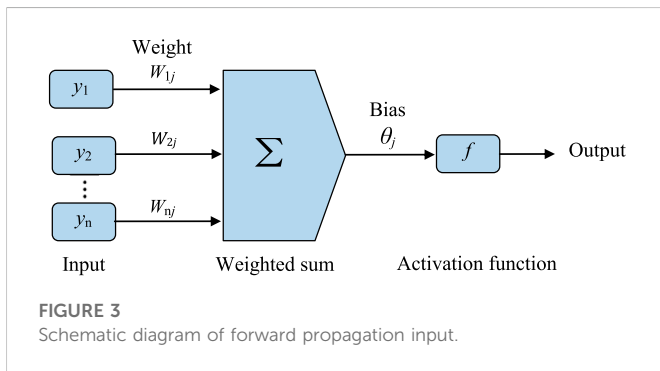 Weight
W1j
y1
Bias
W2j
θj
y2
Σ
f
Output
⋮
Wnj
yn
Input
Weighted sum
Activation function
FIGURE 3
Schematic diagram of forward propagation input.